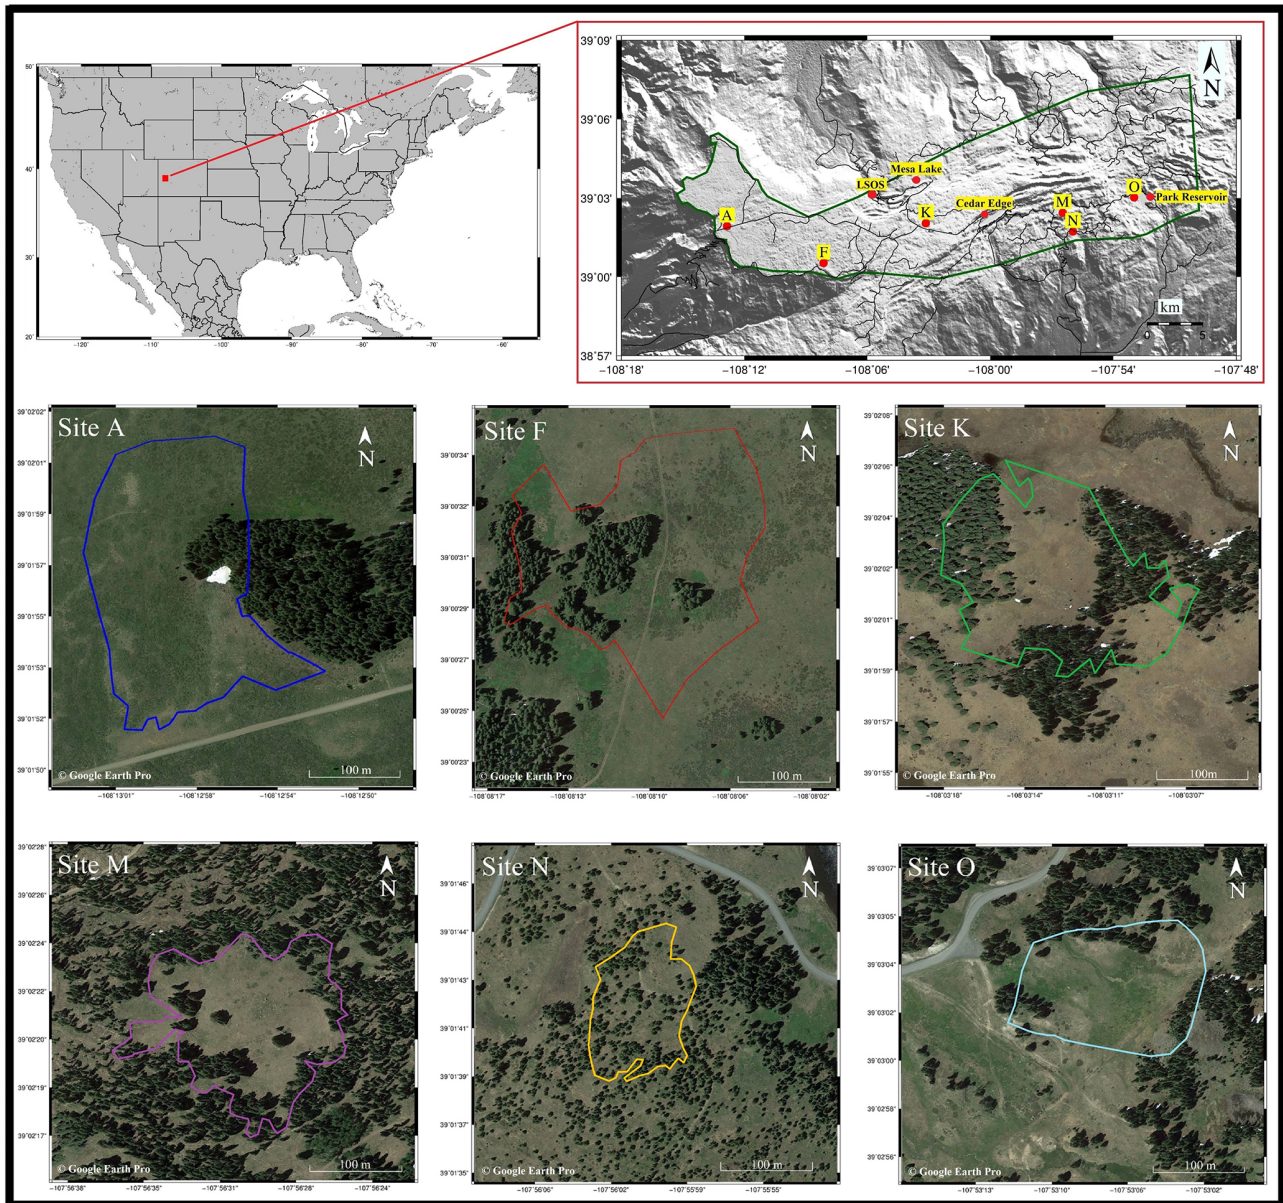 50°
40°
30°
20°
−120°
−110°
−100°
−90°
−80°
−70°
−60°
39°09'
39°06'
39°03'
39°00'
38°57'
−108°18'
−108°12'
−108°06'
−108°00'
−107°54'
−107°48'
N
Mesa Lake
LSOS
A
K
Cedar Edge
M
N
O
Park Reservoir
F
km
0 5
Site A
N
39°02'02"
39°01'01"
39°01'59"
39°01'57"
39°01'55"
39°01'53"
39°01'52"
39°01'50"
© Google Earth Pro
100 m
−108°13'01"
−108°12'58"
−108°12'54"
−108°12'50"
Site F
N
39°00'34"
39°00'32"
39°00'31"
39°00'29"
39°00'27"
39°00'25"
39°00'23"
© Google Earth Pro
100 m
−108°08'17"
−108°08'13"
−108°08'10"
−108°08'06"
−108°08'02"
Site K
N
39°02'08"
39°02'06"
39°02'04"
39°02'02"
39°02'01"
39°01'59"
39°01'57"
39°01'55"
© Google Earth Pro
100m
−108°03'18"
−108°03'14"
−108°03'11"
−108°03'07"
Site M
N
39°02'28"
39°02'26"
39°02'24"
39°02'22"
39°02'20"
39°02'19"
39°02'17"
© Google Earth Pro
100 m
−107°56'38"
−107°56'35"
−107°56'31"
−107°56'28"
−107°56'24"
Site N
N
39°01'46"
39°01'44"
39°01'43"
39°01'41"
39°01'39"
39°01'37"
39°01'35"
© Google Earth Pro
100 m
−107°56'06"
−107°56'02"
−107°55'59"
−107°55'55"
Site O
N
39°03'07"
39°03'05"
39°03'04"
39°03'02"
39°03'00"
39°02'58"
39°02'56"
© Google Earth Pro
100 m
−107°53'13"
−107°53'10"
−107°53'06"
−107°53'02"